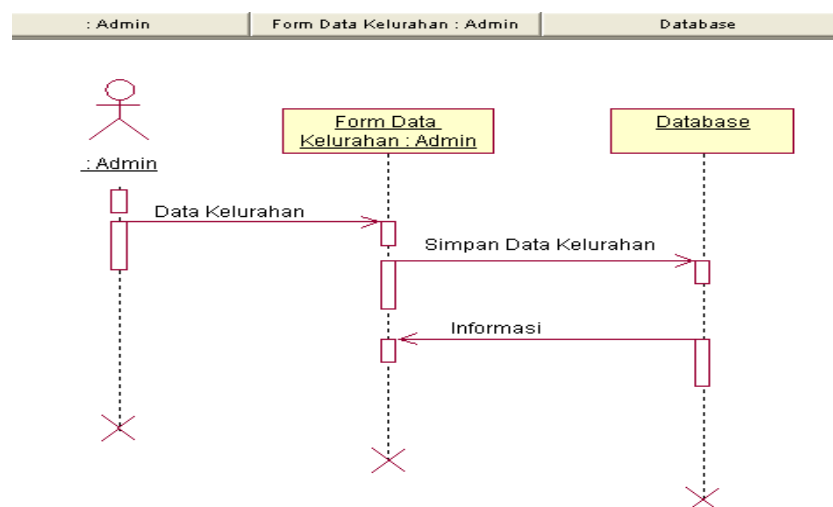 : Admin
Form Data Kelurahan : Admin
Database
Form Data
Kelurahan : Admin
Database
: Admin
Data Kelurahan
Simpan Data Kelurahan
Informasi